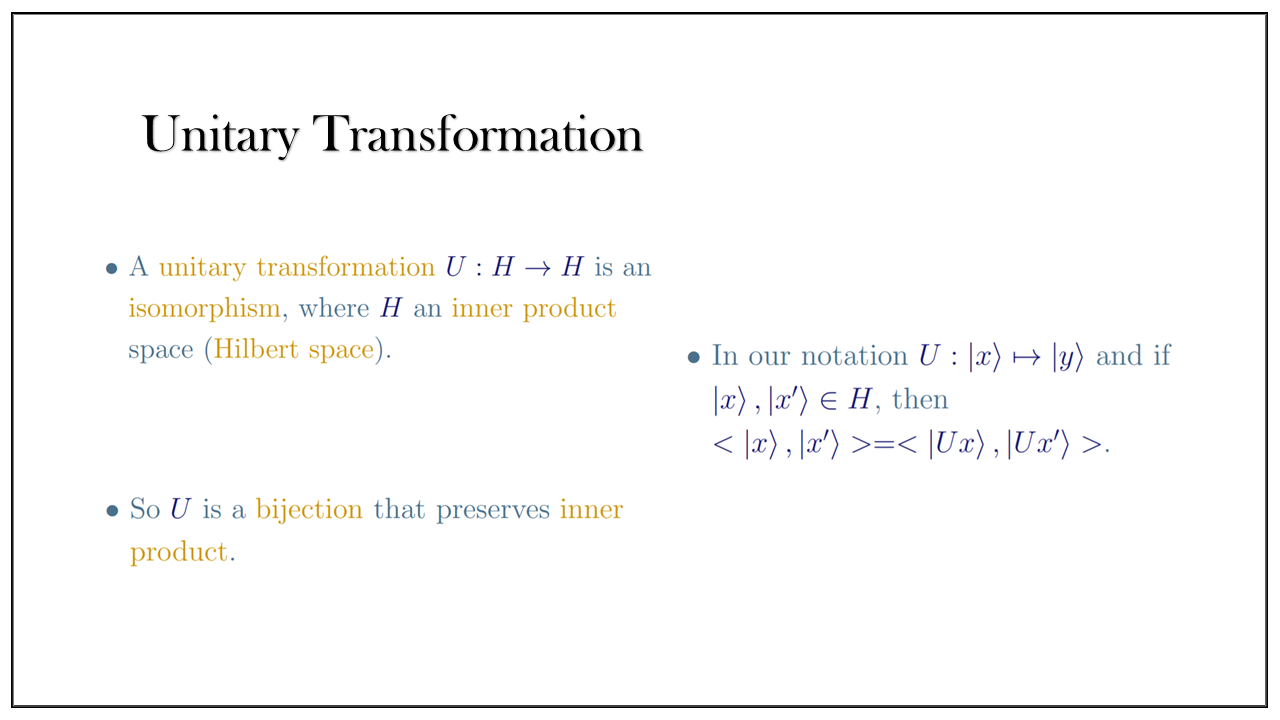 Unitary Transformation
• A unitary transformation U : H → H is an
isomorphism, where H an inner product
space (Hilbert space).
• So U is a bijection that preserves inner
product.
• In our notation U : |x⟩ ↦ |y⟩ and if
|x⟩ , |x′⟩ ∈ H, then
< |x⟩ , |x′⟩ >=< |Ux⟩ , |Ux′⟩ >.